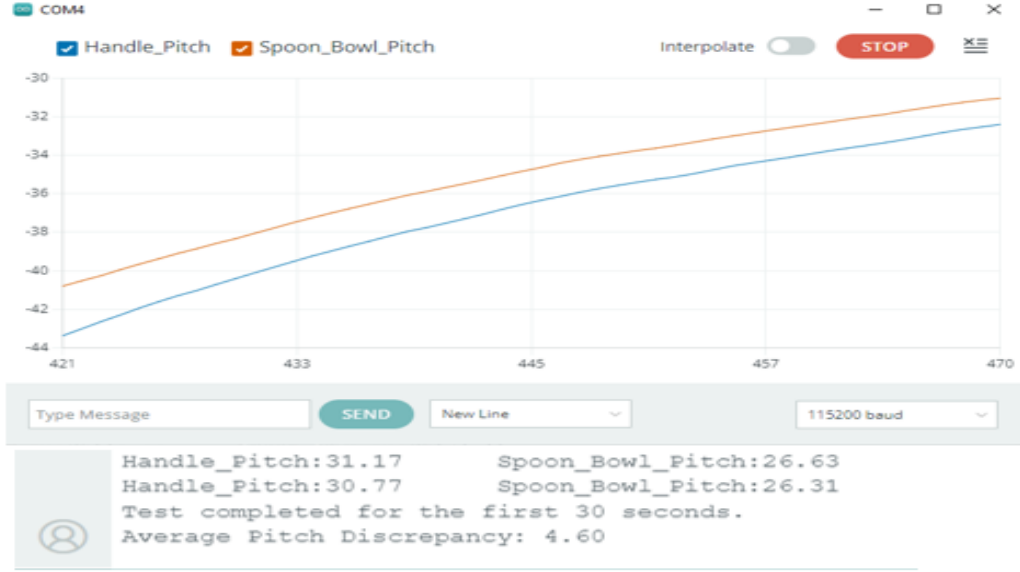 COM4
Handle_Pitch Spoon_Bowl_Pitch Interpolate STOP
-30
-32
-34
-36
-38
-40
-42
-44
421 433 445 457 470
Type Message SEND New Line 115200 baud
Handle_Pitch:31.17 Spoon_Bowl_Pitch:26.63
Handle_Pitch:30.77 Spoon_Bowl_Pitch:26.31
Test completed for the first 30 seconds.
Average Pitch Discrepancy: 4.60